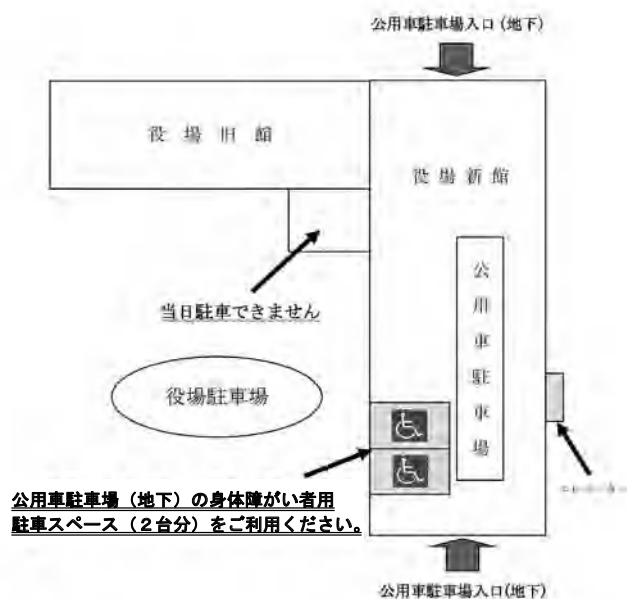 公用車駐車場入口(地下)
役場旧館
役場新館
公用車駐車場
当日駐車できません
役場駐車場
公用車駐車場（地下）の身体障がい者用
駐車スペース（２台分）をご利用ください。
公用車駐車場入口(地下)